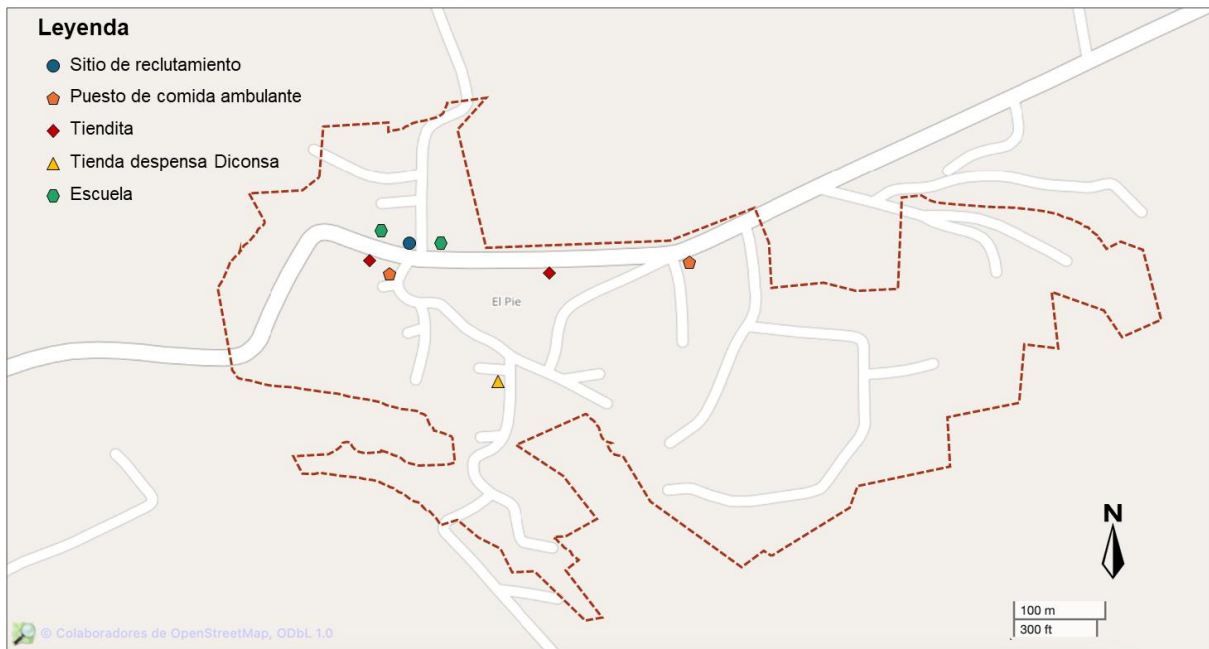 Leyenda
Sitio de reclutamiento
Puesto de comida ambulante
Tiendita
Tienda despensa Diconsa
Escuela
El Pie
N
100 m
300 ft
© Colaboradores de OpenStreetMap, ODbL 1.0